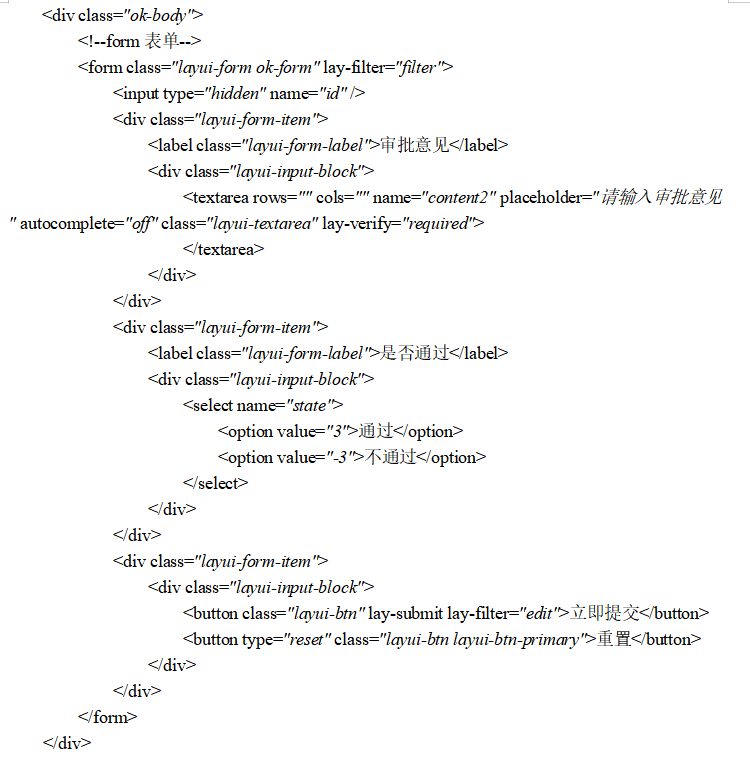 <div class="ok-body">
<!--form 表单-->
<form class="layui-form ok-form" lay-filter="filter">
<input type="hidden" name="id" />
<div class="layui-form-item">
<label class="layui-form-label">审批意见</label>
<div class="layui-input-block">
<textarea rows="" cols="" name="content2" placeholder="请输入审批意见
" autocomplete="off" class="layui-textarea" lay-verify="required">
</textarea>
</div>
</div>
<div class="layui-form-item">
<label class="layui-form-label">是否通过</label>
<div class="layui-input-block">
<select name="state">
<option value="3">通过</option>
<option value="-3">不通过</option>
</select>
</div>
</div>
<div class="layui-form-item">
<div class="layui-input-block">
<button class="layui-btn" lay-submit lay-filter="edit">立即提交</button>
<button type="reset" class="layui-btn layui-btn-primary">重置</button>
</div>
</div>
</form>
</div>